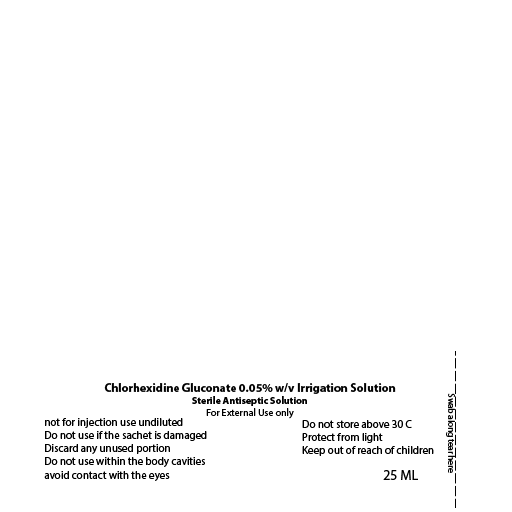 Chlorhexidine Gluconate 0.05% w/v Irrigation Solution
Sterile Antiseptic Solution
For External Use only
not for injection use undiluted
Do not use if the sachet is damaged
Discard any unused portion
Do not use within the body cavities
avoid contact with the eyes
Do not store above 30 C
Protect from light
Keep out of reach of children
25 ML
Swab along tear here